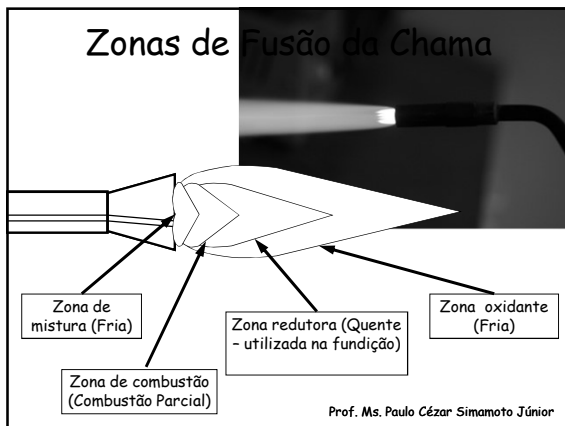 Zonas de Fusão da Chama
Zona de
mistura (Fria)
Zona de combustão
(Combustão Parcial)
Zona redutora (Quente
– utilizada na fundição)
Zona oxidante
(Fria)
Prof. Ms. Paulo Cézar Simamoto Júnior